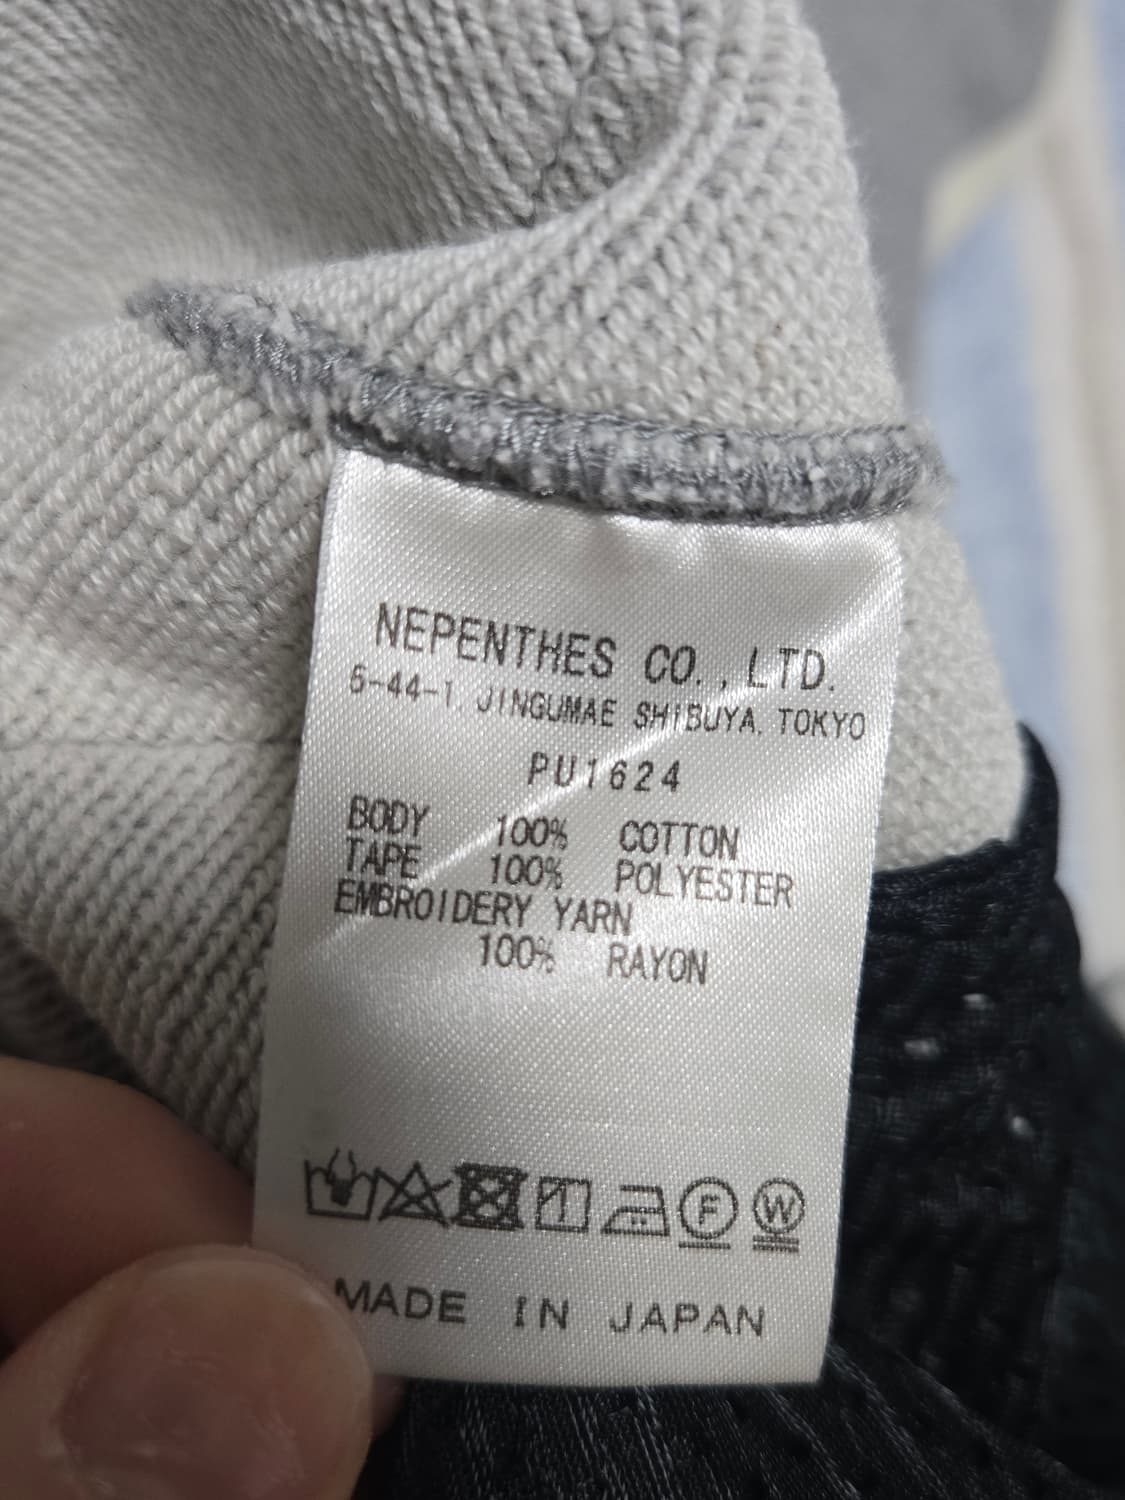 NEPENTHES CO., LTD.
5-44-1, JINGUMAE SHIBUYA, TOKYO
PU1624
BODY 100% COTTON
TAPE 100% POLYESTER
EMBROIDERY YARN
100% RAYON
F W
MADE IN JAPAN